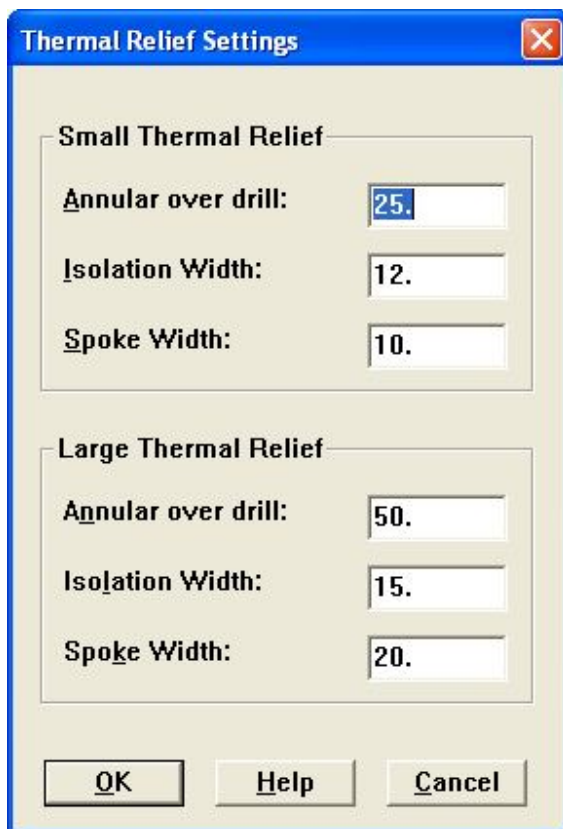 Thermal Relief Settings
Small Thermal Relief
Annular over drill: 25.
Isolation Width: 12.
Spoke Width: 10.
Large Thermal Relief
Annular over drill: 50.
Isolation Width: 15.
Spoke Width: 20.
OK Help Cancel